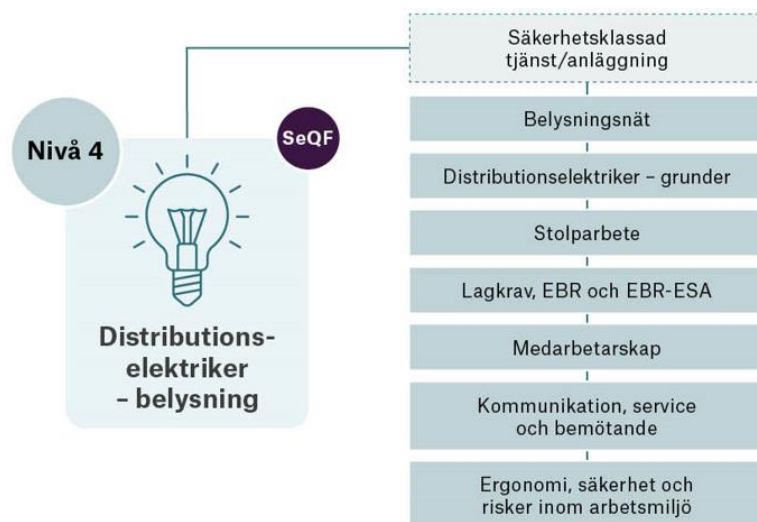 Nivå 4
SeQF
Distributions-
elektriker
– belysning
Säkerhetsklassad
tjänst/anläggning
Belysningsnät
Distributionselektriker – grunder
Stolparbete
Lagkrav, EBR och EBR-ESA
Medarbetarskap
Kommunikation, service
och bemötande
Ergonomi, säkerhet och
risker inom arbetsmiljö